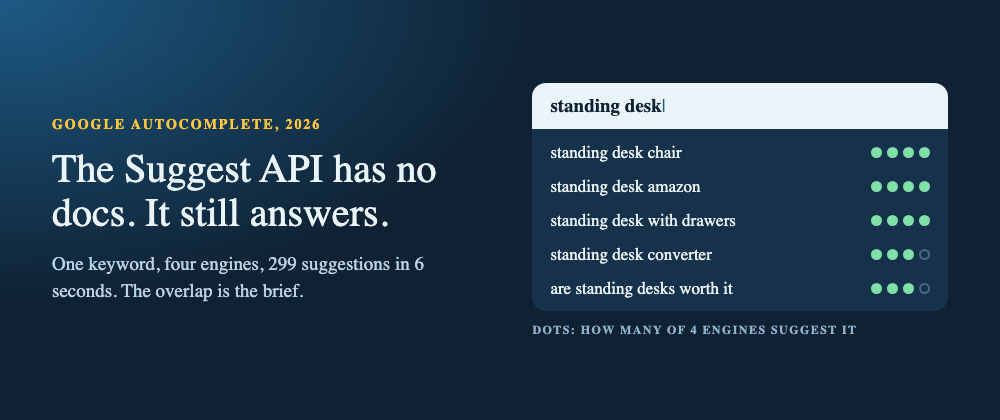 GOOGLE AUTOCOMPLETE, 2026
The Suggest API has no
docs. It still answers.
One keyword, four engines, 299 suggestions in 6
seconds. The overlap is the brief.
standing desk
standing desk chair
standing desk amazon
standing desk with drawers
standing desk converter
are standing desks worth it
DOTS: HOW MANY OF 4 ENGINES SUGGEST IT